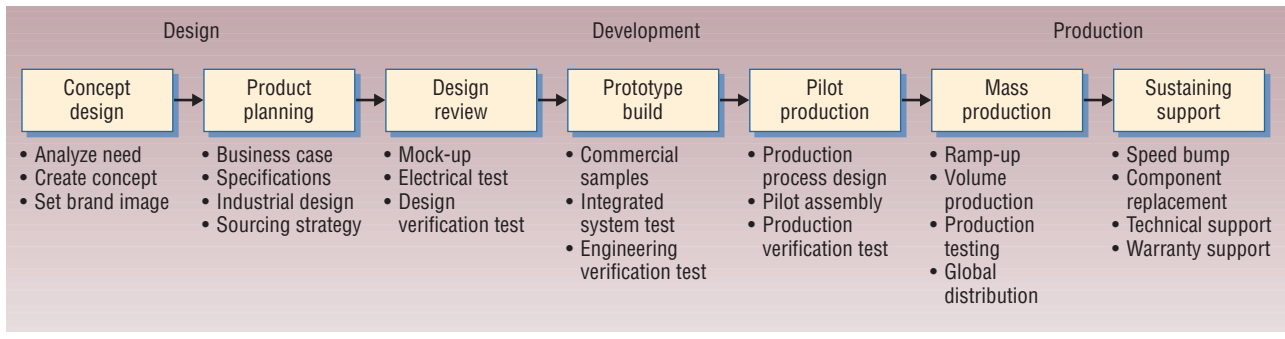 Design
Development
Production
Concept
design
Product
planning
Design
review
Prototype
build
Pilot
production
Mass
production
Sustaining
support
• Analyze need
• Create concept
• Set brand image
• Business case
• Specifications
• Industrial design
• Sourcing strategy
• Mock-up
• Electrical test
• Design
verification test
• Commercial
samples
• Integrated
system test
• Engineering
verification test
• Production
process design
• Pilot assembly
• Production
verification test
• Ramp-up
• Volume
production
• Production
testing
• Global
distribution
• Speed bump
• Component
replacement
• Technical support
• Warranty support